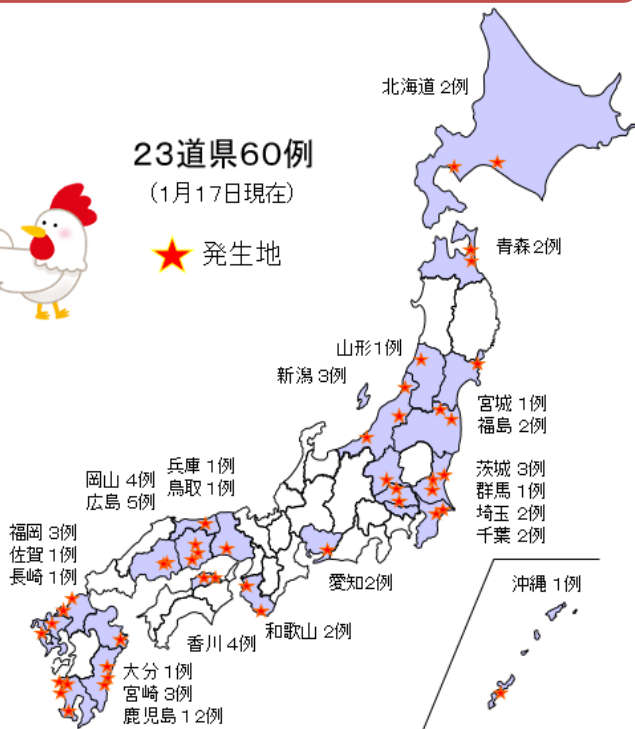 北海道 2例
23道県60例
(1月17日現在)
発生地
青森2例
山形1例
新潟 3例
宮城 1例
福島 2例
兵庫 1例
鳥取 1例
岡山 4例
広島 5例
茨城 3例
群馬 1例
埼玉 2例
千葉 2例
福岡 3例
佐賀 1例
長崎 1例
愛知2例
沖縄 1例
和歌山 2例
香川 4例
大分 1例
宮崎 3例
鹿児島 12例